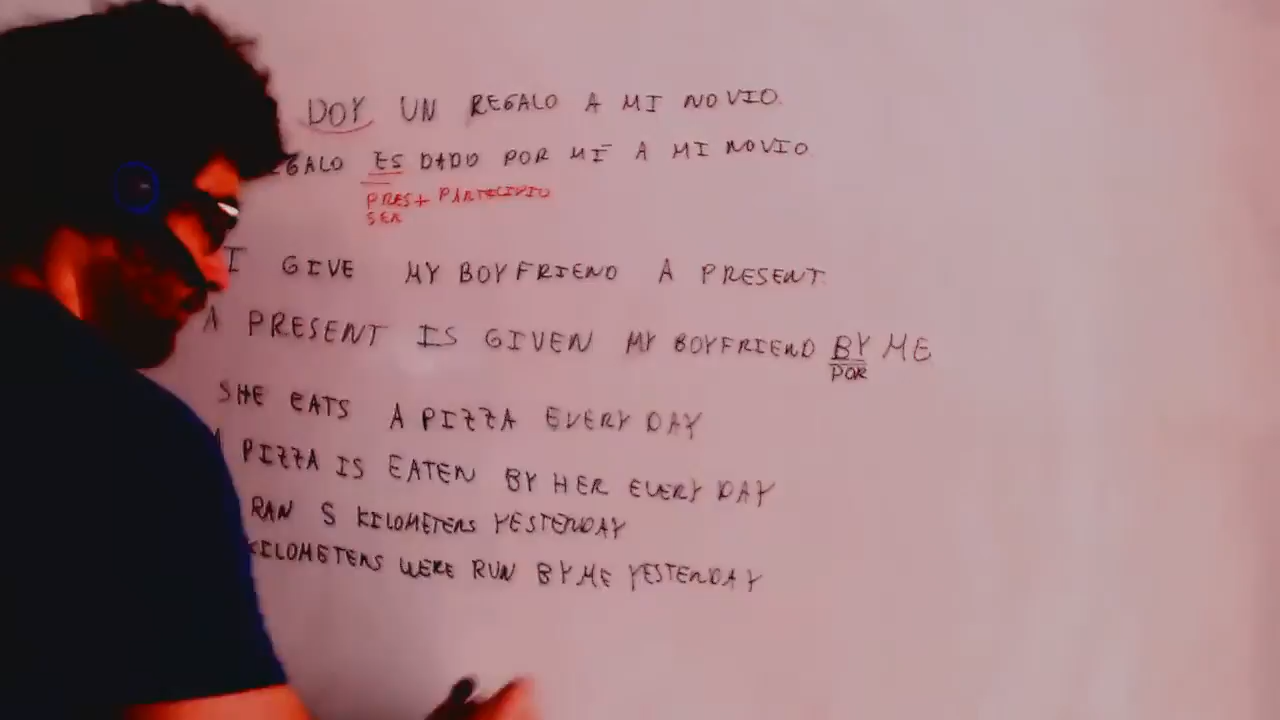 DOY UN REGALO A MI NOVIO.
ES DADO POR MÍ A MI NOVIO.
PRES + PARTICIPIO
SER
I GIVE MY BOYFRIEND A PRESENT.
A PRESENT IS GIVEN MY BOYFRIEND BY ME
POR
SHE EATS A PIZZA EVERY DAY
PIZZA IS EATEN BY HER EVERY DAY
RAN 5 KILOMETERS YESTERDAY
KILOMETERS WERE RUN BY ME YESTERDAY